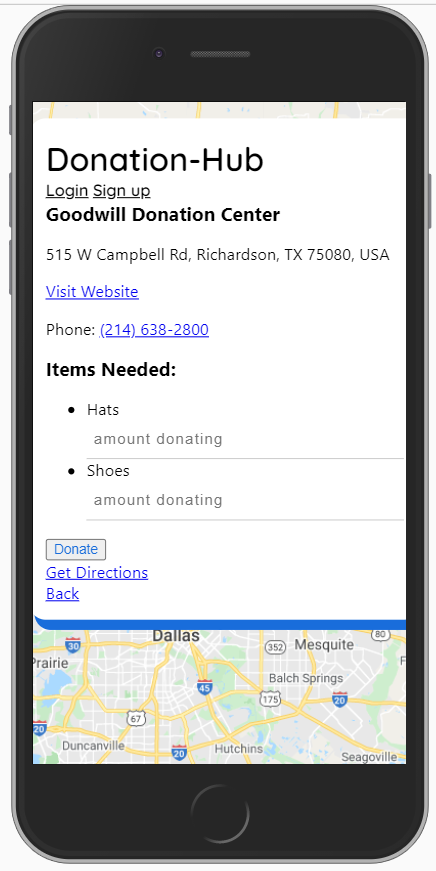 Donation-Hub
Login Sign up
Goodwill Donation Center
515 W Campbell Rd, Richardson, TX 75080, USA
Visit Website
Phone: (214) 638-2800
Items Needed:
Hats
amount donating
Shoes
amount donating
Donate
Get Directions
Back
Dallas
80
30
352 Mesquite
Prairie
F
Balch Springs
45
175
20
67
20
Duncanville
20
Hutchins
Seagoville